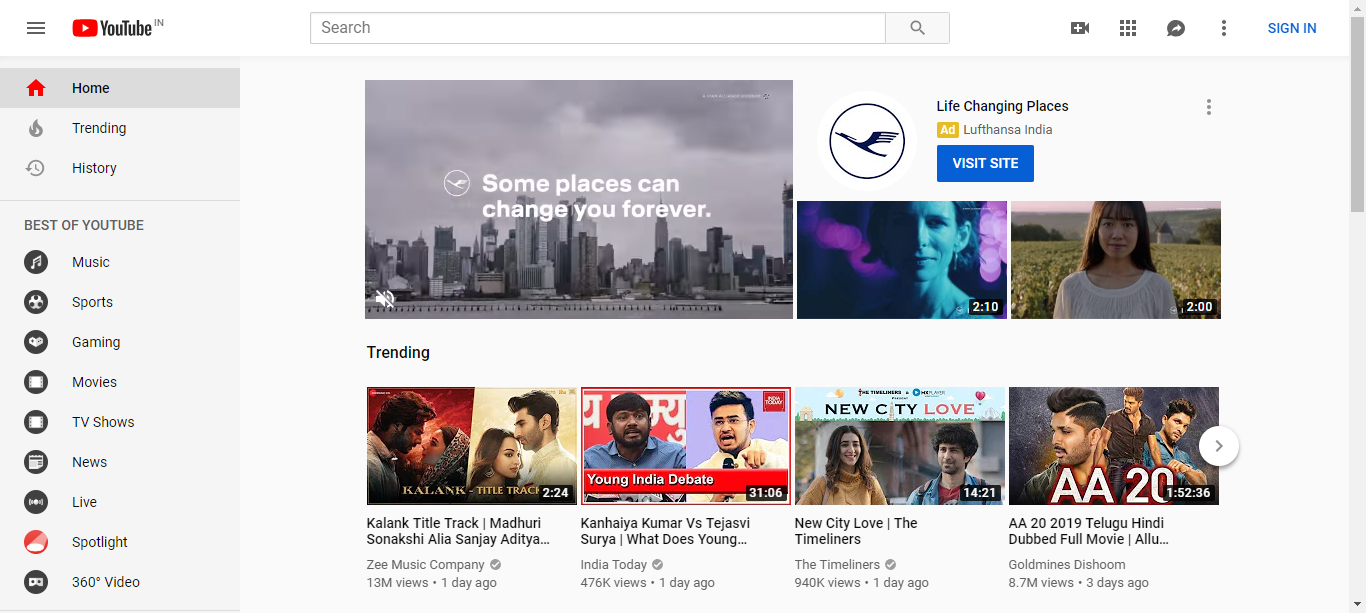 YouTube IN
Search
SIGN IN
Home
Trending
History
BEST OF YOUTUBE
Music
Sports
Gaming
Movies
TV Shows
News
Live
Spotlight
360° Video
Some places can
change you forever.
Life Changing Places
Ad Lufthansa India
VISIT SITE
2:10
2:00
Trending
KALANK - TITLE TRACK
2:24
Kalank Title Track | Madhuri
Sonakshi Alia Sanjay Aditya...
Zee Music Company
13M views • 1 day ago
INDIA
TODAY
Young India Debate
31:06
Kanhaiya Kumar Vs Tejasvi
Surya | What Does Young...
India Today
476K views • 1 day ago
THE TIMELINERS & MX PLAYER
NEW CITY LOVE
14:21
New City Love | The
Timeliners
The Timeliners
940K views • 1 day ago
AA 20
1:52:36
AA 20 2019 Telugu Hindi
Dubbed Full Movie | Allu...
Goldmines Dishoom
8.7M views • 3 days ago